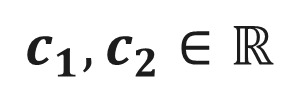 c₁, c₂ ∈ ℝ